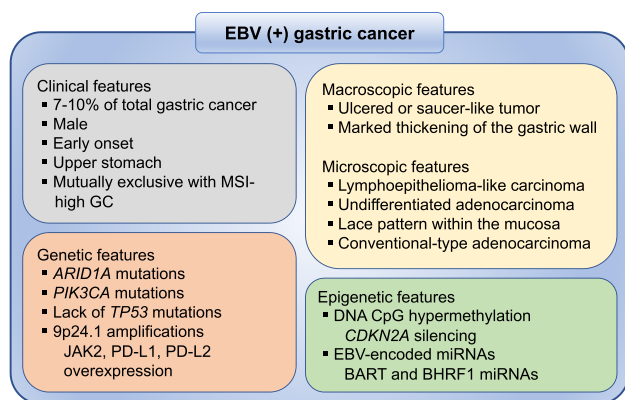 EBV (+) gastric cancer
Clinical features
▪ 7-10% of total gastric cancer
▪ Male
▪ Early onset
▪ Upper stomach
▪ Mutually exclusive with MSI-
high GC
Macroscopic features
▪ Ulcered or saucer-like tumor
▪ Marked thickening of the gastric wall
Microscopic features
▪ Lymphoepithelioma-like carcinoma
▪ Undifferentiated adenocarcinoma
▪ Lace pattern within the mucosa
▪ Conventional-type adenocarcinoma
Genetic features
▪ ARID1A mutations
▪ PIK3CA mutations
▪ Lack of TP53 mutations
▪ 9p24.1 amplifications
JAK2, PD-L1, PD-L2
overexpression
Epigenetic features
▪ DNA CpG hypermethylation
CDKN2A silencing
▪ EBV-encoded miRNAs
BART and BHRF1 miRNAs